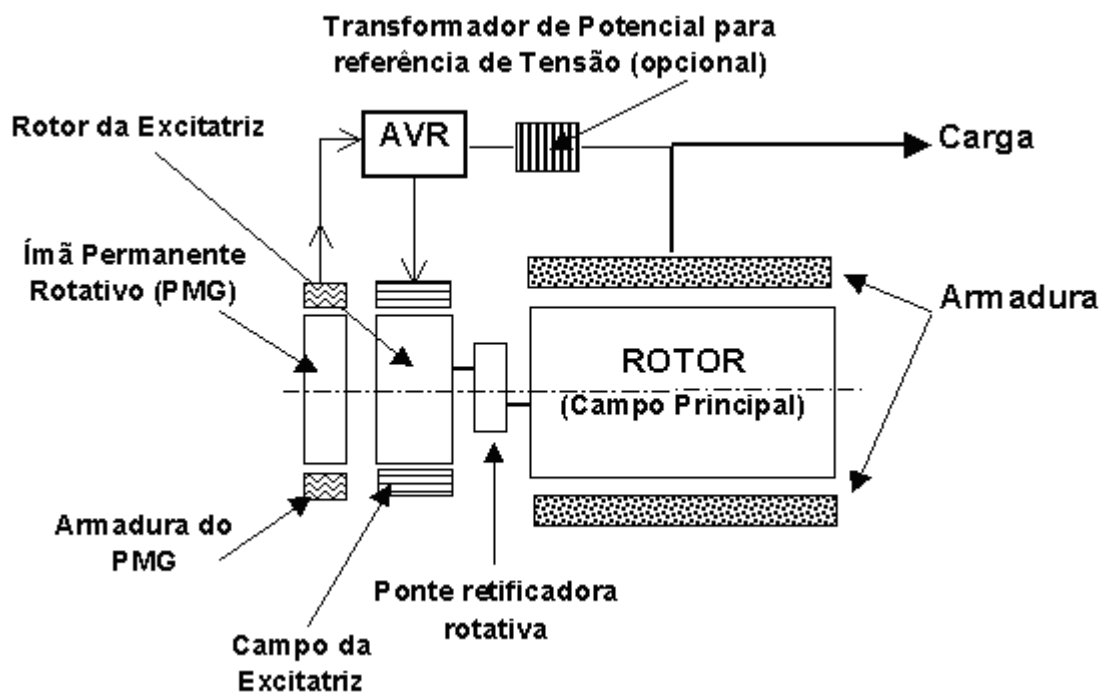 Transformador de Potencial para
referência de Tensão (opcional)
Rotor da Excitatriz
AVR
Carga
Ímã Permanente
Rotativo (PMG)
Armadura
ROTOR
(Campo Principal)
Armadura do
PMG
Ponte retificadora
rotativa
Campo da
Excitatriz